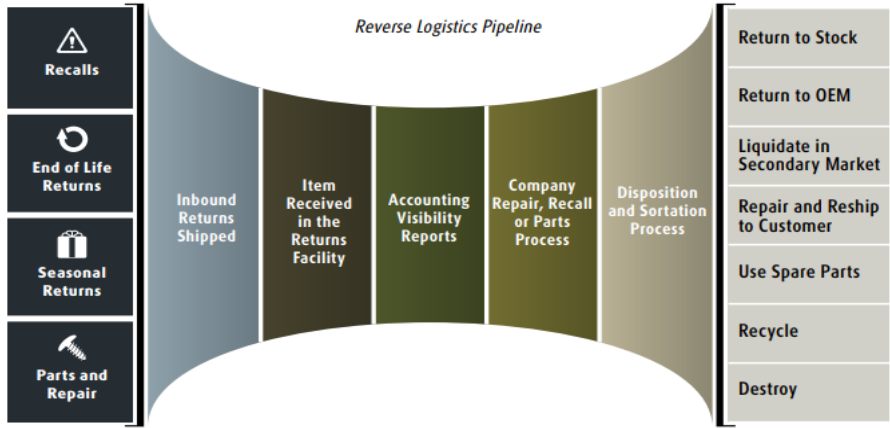 Reverse Logistics Pipeline
Recalls
End of Life
Returns
Seasonal
Returns
Parts and
Repair
Inbound
Returns
Shipped
Item
Received
in the
Returns
Facility
Accounting
Visibility
Reports
Company
Repair, Recall
or Parts
Process
Disposition
and Sortation
Process
Return to Stock
Return to OEM
Liquidate in
Secondary Market
Repair and Reship
to Customer
Use Spare Parts
Recycle
Destroy